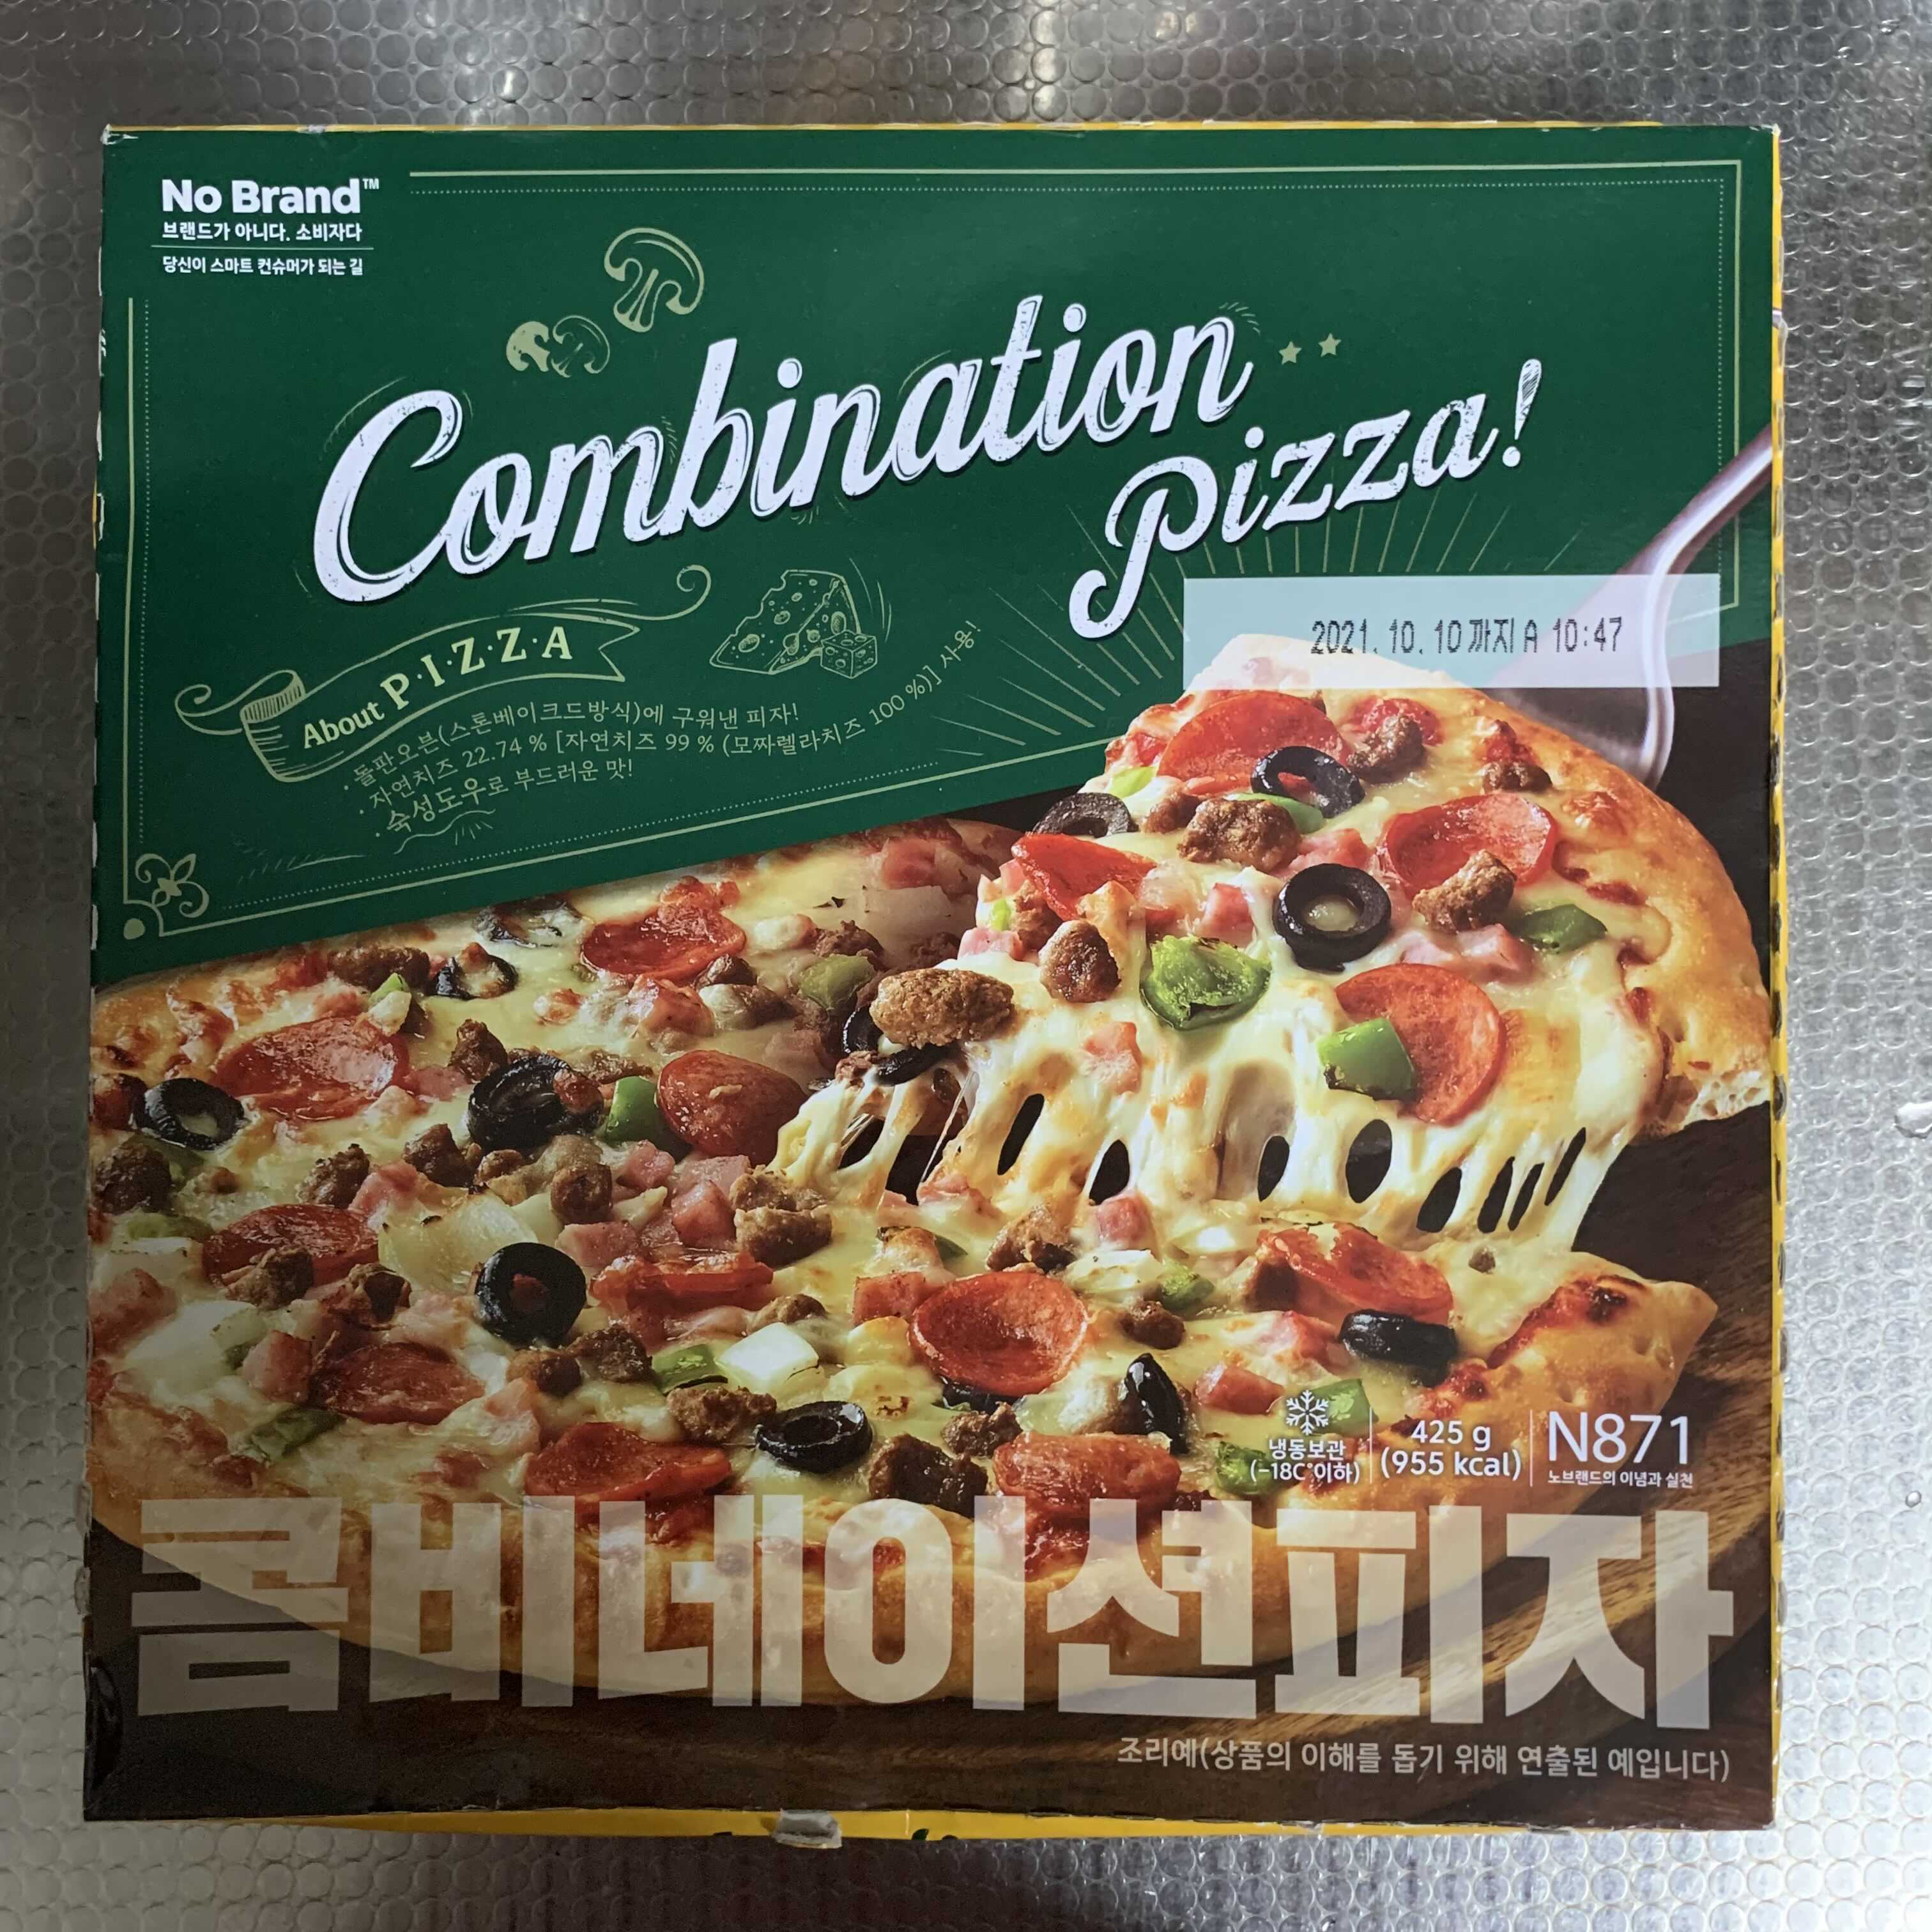 No Brand™
브랜드가 아니다. 소비자다
당신이 스마트 컨슈머가 되는 길
Combination
Pizza!
2021. 10. 10까지 A 10:47
About P·I·Z·Z·A
· 돌판오븐(스톤베이크드방식)에 구워낸 피자!
· 자연치즈 22.74 % [자연치즈 99 % (모짜렐라치즈 100 %)] 사용!
· 숙성도우로 부드러운 맛!
냉동보관
(-18C°이하)
425 g
(955 kcal)
N871
노브랜드의 이념과 실천
콤비네이션피자
조리예(상품의 이해를 돕기 위해 연출된 예입니다)